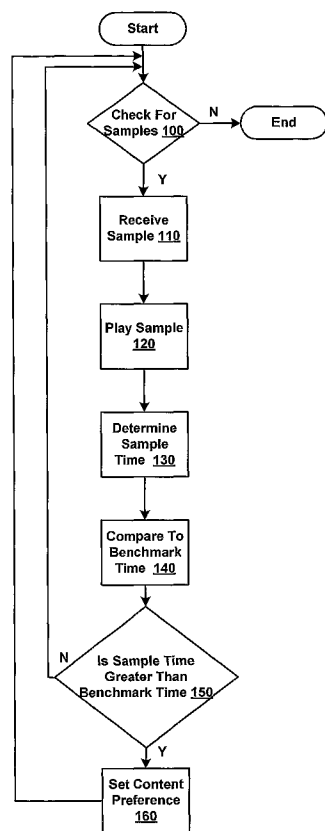 Start
Check For
Samples 100
N
End
Y
Receive
Sample 110
Play Sample
120
Determine
Sample
Time 130
Compare To
Benchmark
Time 140
N
Is Sample Time
Greater Than
Benchmark Time 150
Y
Set Content
Preference
160